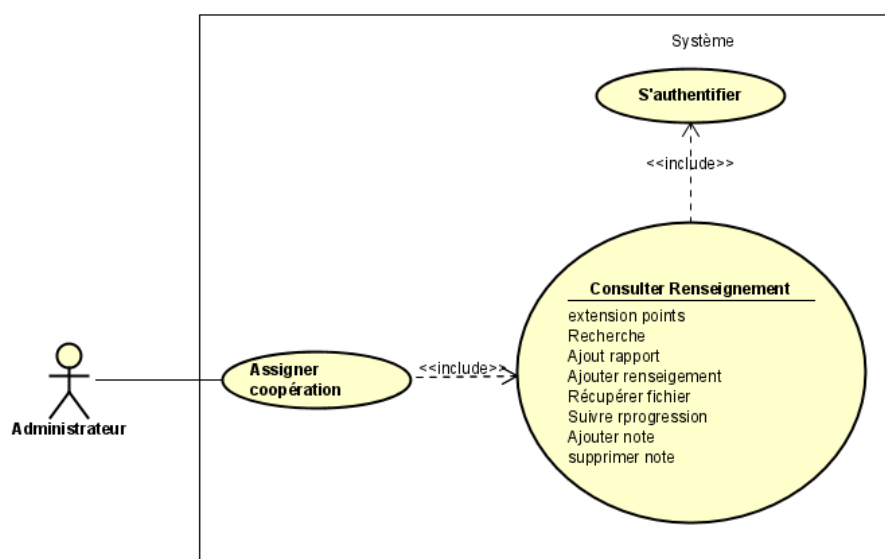 Système
S'authentifier
<<include>>
Consulter Renseignement
extension points
Recherche
Ajout rapport
Ajouter renseigement
Récupérer fichier
Suivre rprogression
Ajouter note
supprimer note
<<include>>
Assigner
coopération
Administrateur